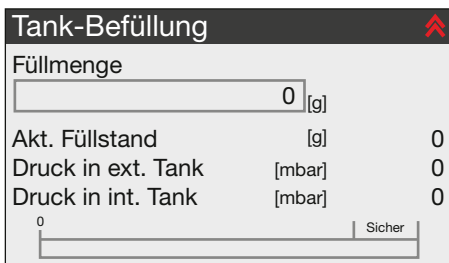 Tank-Befüllung
Füllmenge
0 [g]
Akt. Füllstand [g] 0
Druck in ext. Tank [mbar] 0
Druck in int. Tank [mbar] 0
0 Sicher